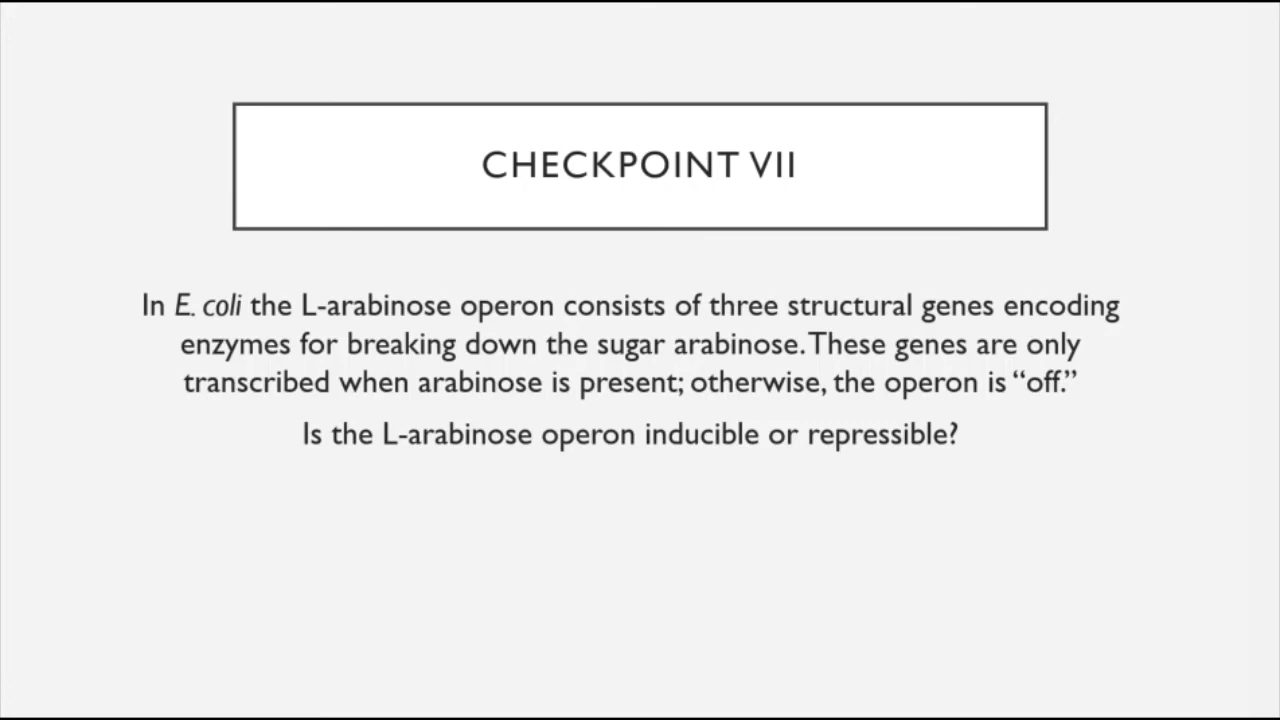 CHECKPOINT VII
In E. coli the L-arabinose operon consists of three structural genes encoding
enzymes for breaking down the sugar arabinose. These genes are only
transcribed when arabinose is present; otherwise, the operon is “off.”
Is the L-arabinose operon inducible or repressible?